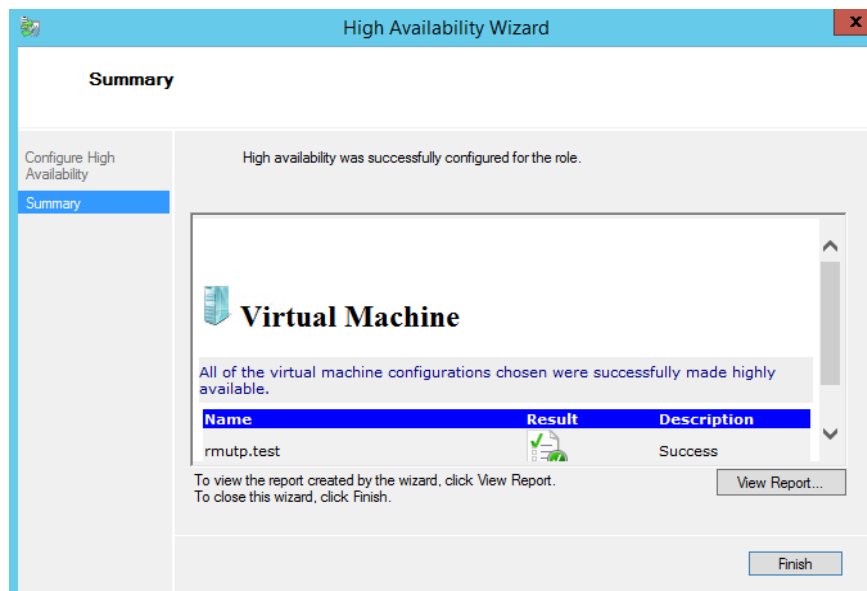 High Availability Wizard
x
Summary
Configure High
Availability
Summary
High availability was successfully configured for the role.
Virtual Machine
All of the virtual machine configurations chosen were successfully made highly
available.
Name Result Description
rmutp.test Success
To view the report created by the wizard, click View Report.
To close this wizard, click Finish.
View Report...
Finish